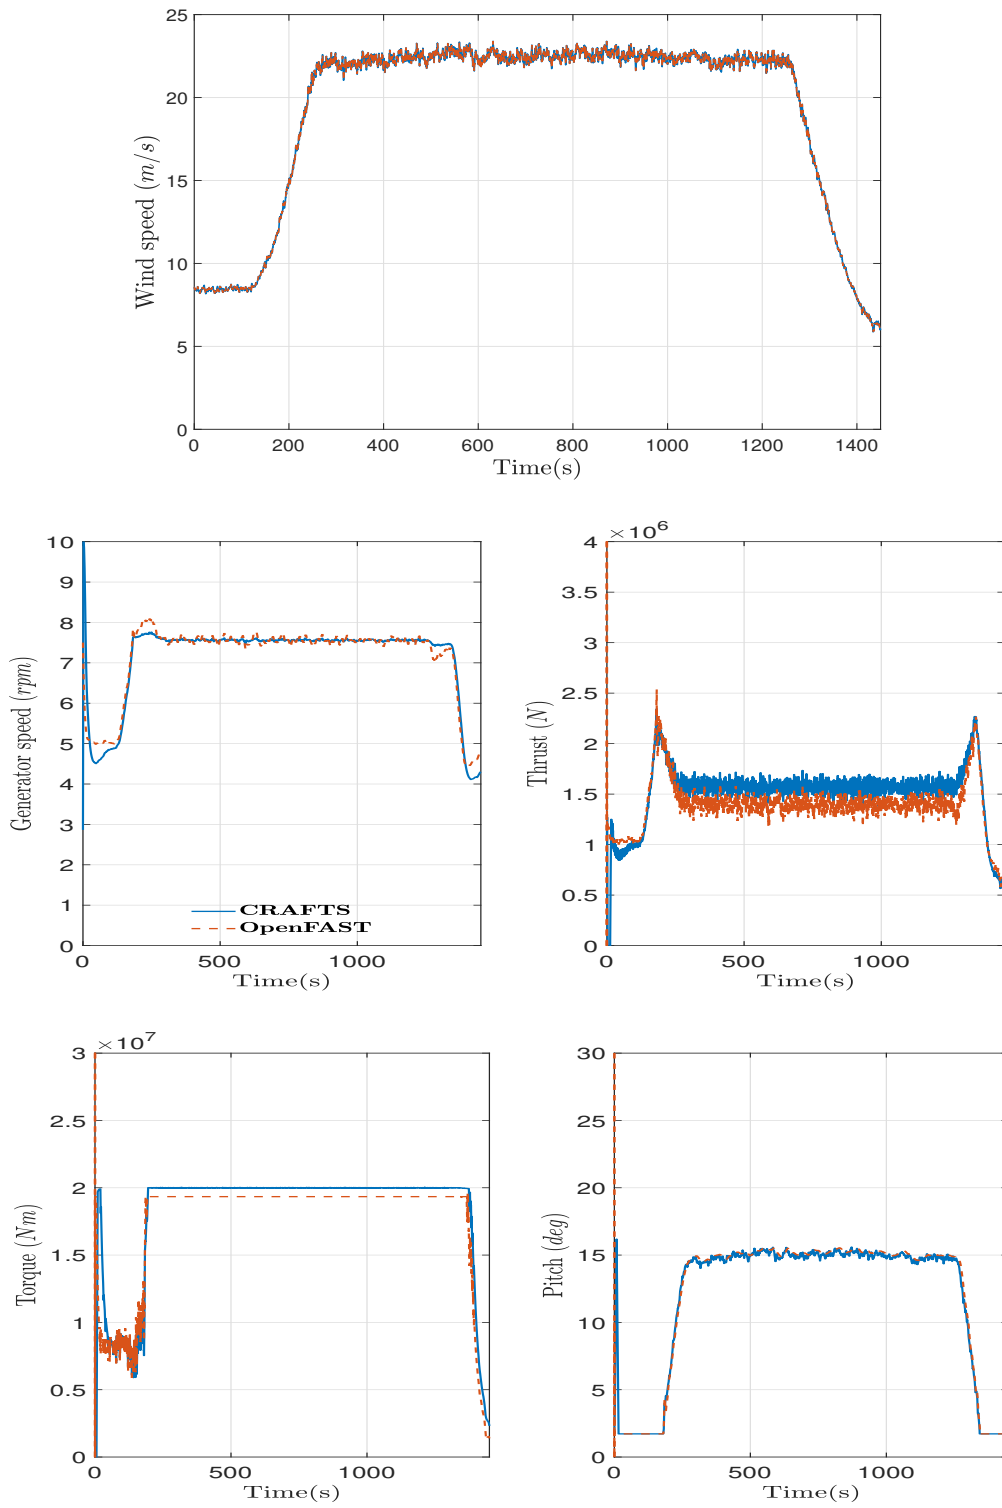 25
20
15
10
5
0
Wind speed (m/s)
0 200 400 600 800 1000 1200 1400
Time(s)
10
9
8
7
6
5
4
3
2
1
0
Generator speed (rpm)
CRAFTS
OpenFAST
0 500 1000
Time(s)
×10⁶
4
3.5
3
2.5
2
1.5
1
0.5
0
Thrust (N)
0 500 1000
Time(s)
×10⁷
3
2.5
2
1.5
1
0.5
0
Torque (Nm)
0 500 1000
Time(s)
30
25
20
15
10
5
0
Pitch (deg)
0 500 1000
Time(s)